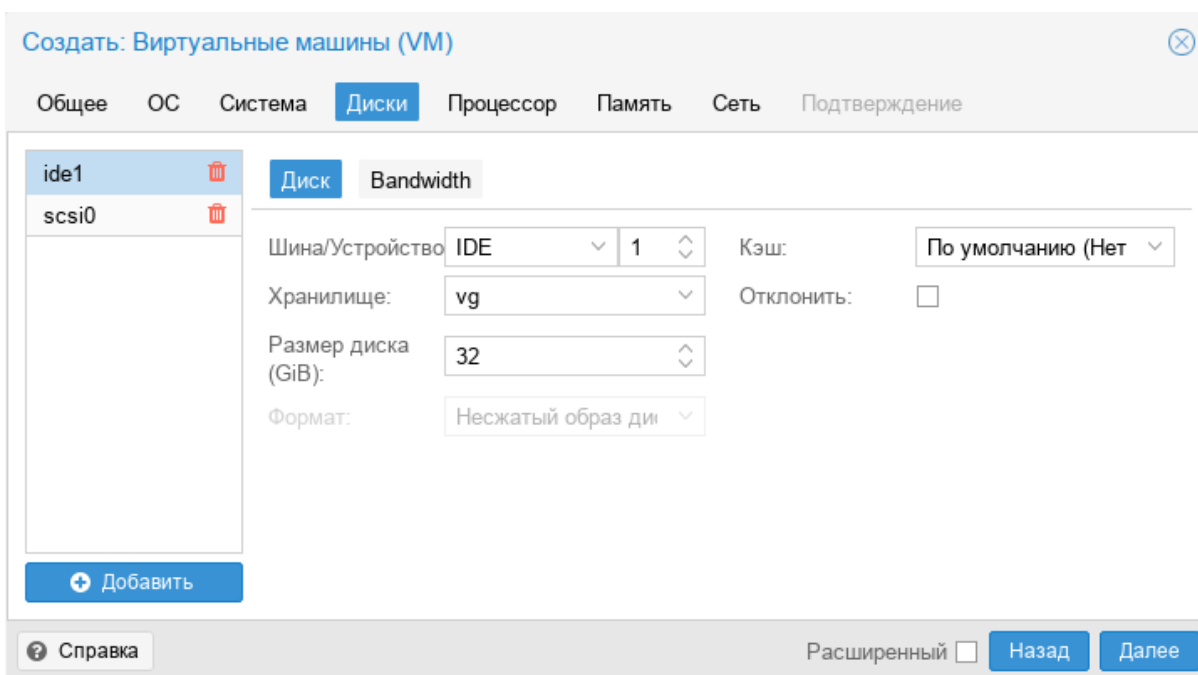 Создать: Виртуальные машины (VM)
Общее ОС Система Диски Процессор Память Сеть Подтверждение
ide1
scsi0
Диск Bandwidth
Шина/Устройство IDE 1 Кэш: По умолчанию (Нет
Хранилище: vg Отклонить:
Размер диска
(GiB): 32
Формат: Несжатый образ ди
Добавить
Справка Расширенный Назад Далее